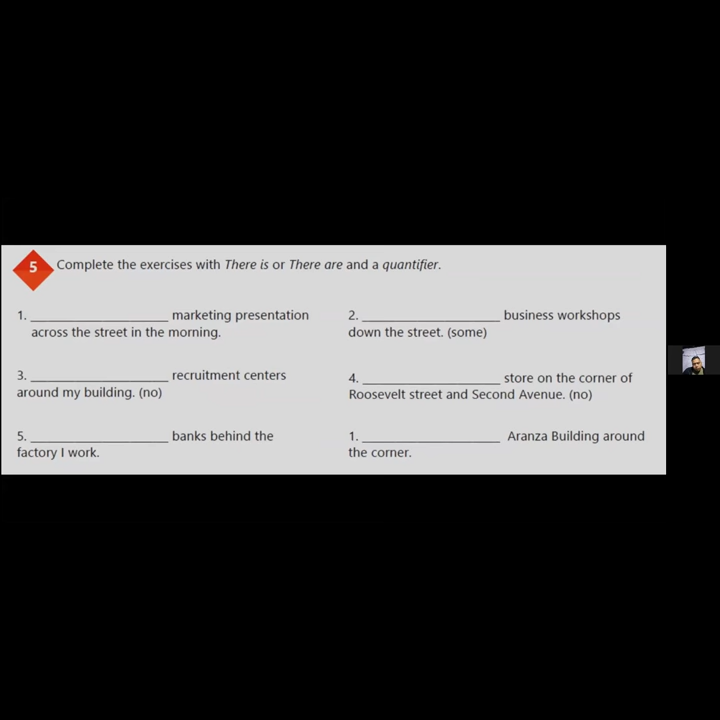 5 Complete the exercises with There is or There are and a quantifier.
1. ____________________ marketing presentation
across the street in the morning.
2. ____________________ business workshops
down the street. (some)
3. ____________________ recruitment centers
around my building. (no)
4. ____________________ store on the corner of
Roosevelt street and Second Avenue. (no)
5. ____________________ banks behind the
factory I work.
1. ____________________ Aranza Building around
the corner.